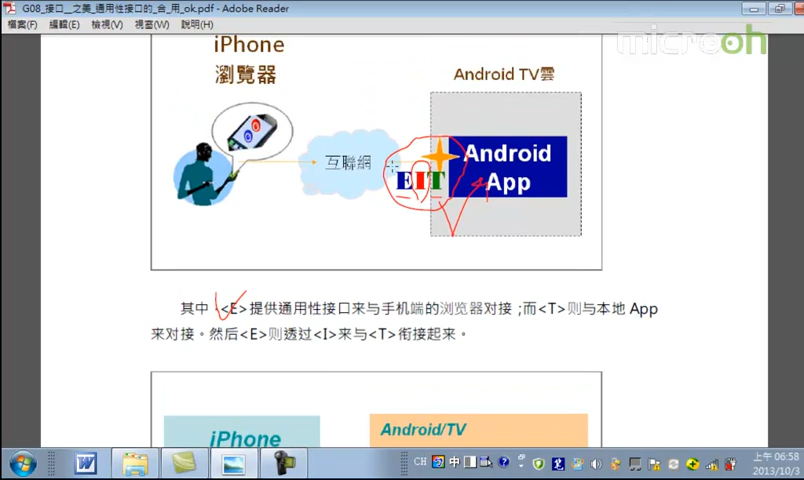 G08_接口__之美_通用性接口的_合_用_ok.pdf - Adobe Reader
檔案(F) 編輯(E) 檢視(V) 視窗(W) 說明(H)
microoh
iPhone
瀏覽器
Android TV雲
互聯網
EIT
Android
App
其中，<E>提供通用性接口来与手机端的浏览器对接；而<T>则与本地 App
来对接。然后<E>则透过<I>来与<T>衔接起来。
iPhone
Android/TV
CH
中
上午 06:58
2013/10/3